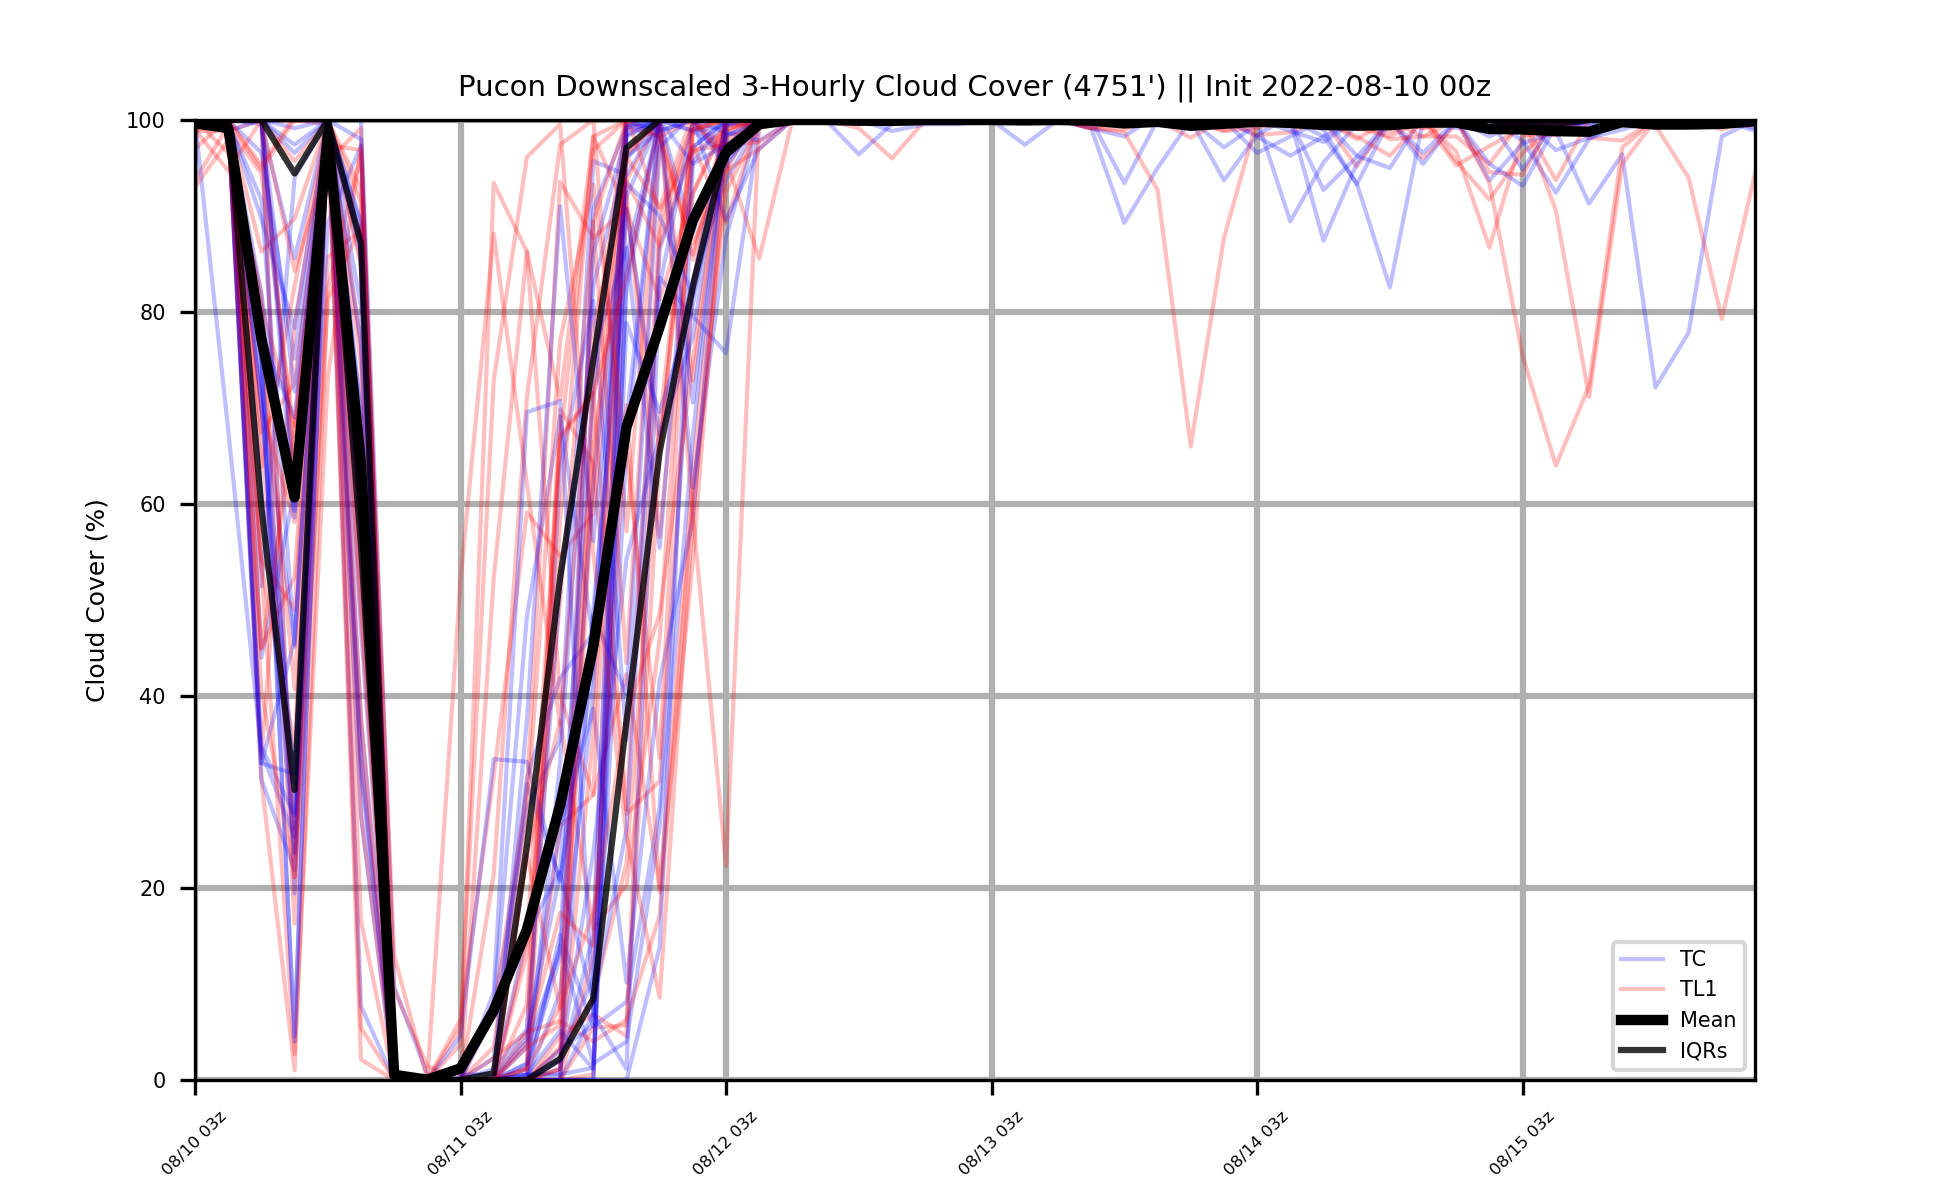 Pucon Downscaled 3-Hourly Cloud Cover (4751') || Init 2022-08-10 00z
Cloud Cover (%)
100
80
60
40
20
0
TC
TL1
Mean
IQRs
08/10 03z
08/11 03z
08/12 03z
08/13 03z
08/14 03z
08/15 03z